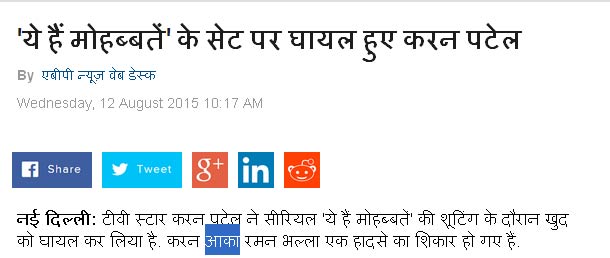 'ये हैं मोहब्बतें' के सेट पर घायल हुए करन पटेल
By एबीपी न्यूज़ वेब डेस्क
Wednesday, 12 August 2015 10:17 AM
Share Tweet
नई दिल्ली: टीवी स्टार करन पटेल ने सीरियल 'ये हैं मोहब्बतें' की शूटिंग के दौरान खुद
को घायल कर लिया है. करन आका रमन भल्ला एक हादसे का शिकार हो गए हैं.